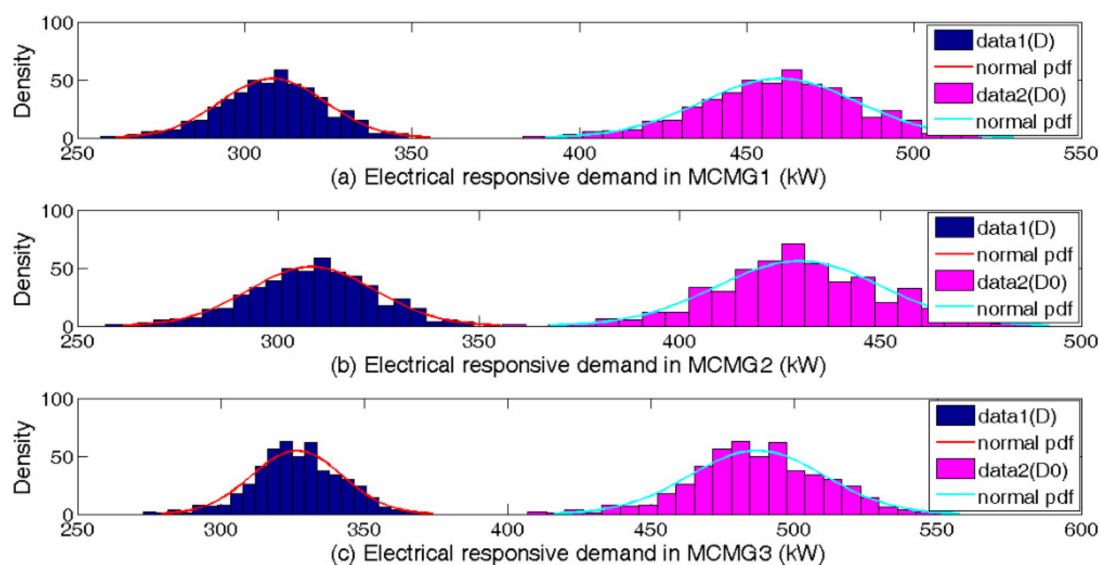 100
50
0
Density
data1(D)
normal pdf
data2(D0)
normal pdf
250 300 350 400 450 500 550
(a) Electrical responsive demand in MCMG1 (kW)
100
50
0
Density
data1(D)
normal pdf
data2(D0)
normal pdf
250 300 350 400 450 500
(b) Electrical responsive demand in MCMG2 (kW)
100
50
0
Density
data1(D)
normal pdf
data2(D0)
normal pdf
250 300 350 400 450 500 550 600
(c) Electrical responsive demand in MCMG3 (kW)